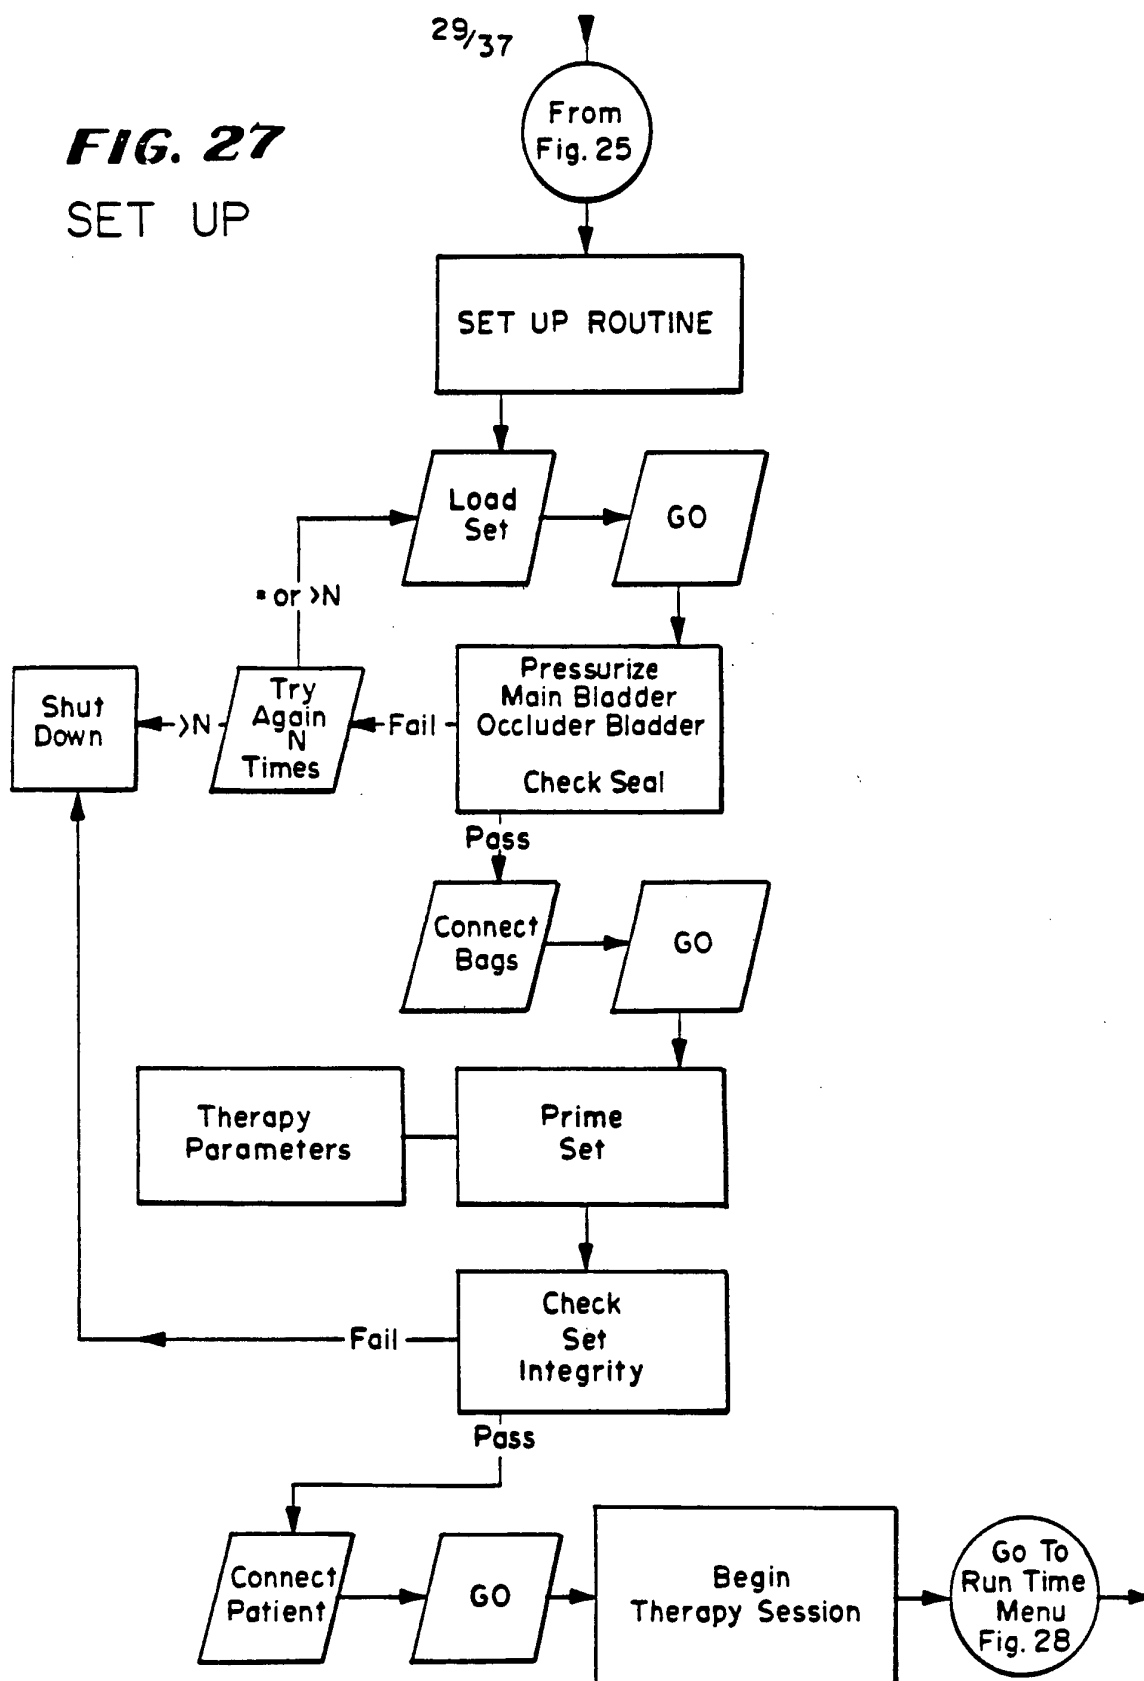 29/37
From
Fig. 25
FIG. 27
SET UP
SET UP ROUTINE
Load
Set
GO
= or >N
Shut
Down
>N
Try
Again
N
Times
Fail
Pressurize
Main Bladder
Occluder Bladder
Check Seal
Pass
Connect
Bags
GO
Therapy
Parameters
Prime
Set
Check
Set
Integrity
Fail
Pass
Connect
Patient
GO
Begin
Therapy Session
Go To
Run Time
Menu
Fig. 28